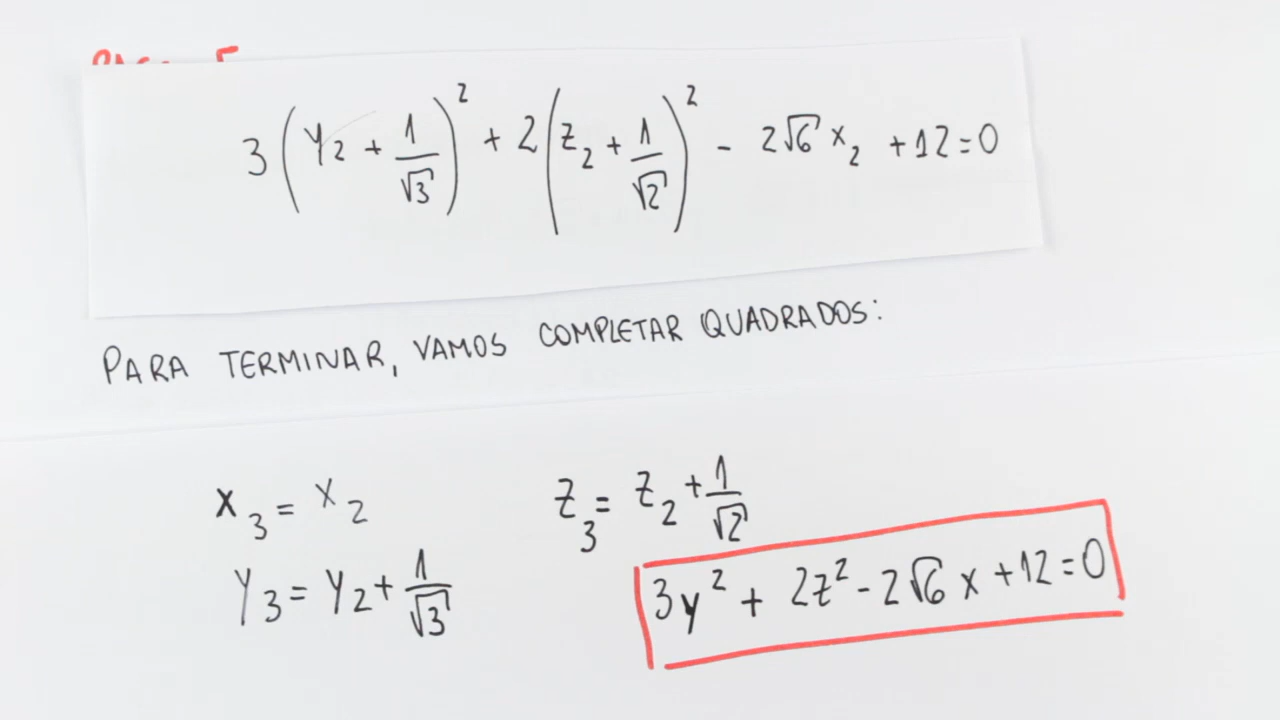 3(y₂ + 1/√3)² + 2(z₂ + 1/√2)² - 2√6 x₂ + 12 = 0
PARA TERMINAR, VAMOS COMPLETAR QUADRADOS:
x₃ = x₂
z₃ = z₂ + 1/√2
y₃ = y₂ + 1/√3
3y² + 2z² - 2√6 x + 12 = 0